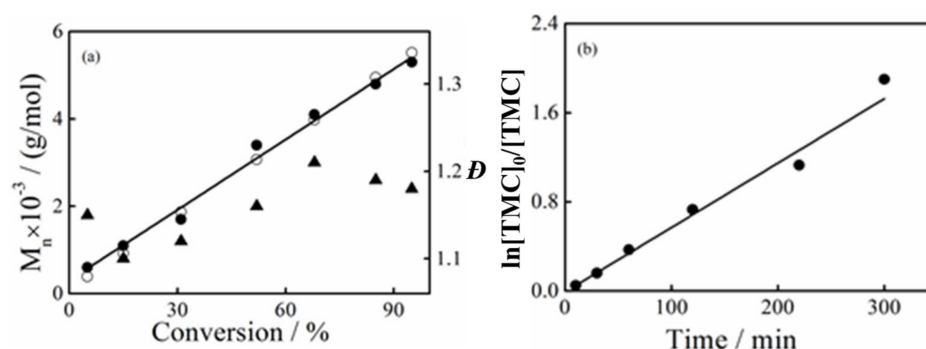 (a)
6
4
2
0
Mₙ×10⁻³ / (g/mol)
1.3
1.2
1.1
Đ
0 30 60 90
Conversion / %
(b)
2.4
1.6
0.8
0.0
ln[TMC]₀/[TMC]
0 100 200 300
Time / min